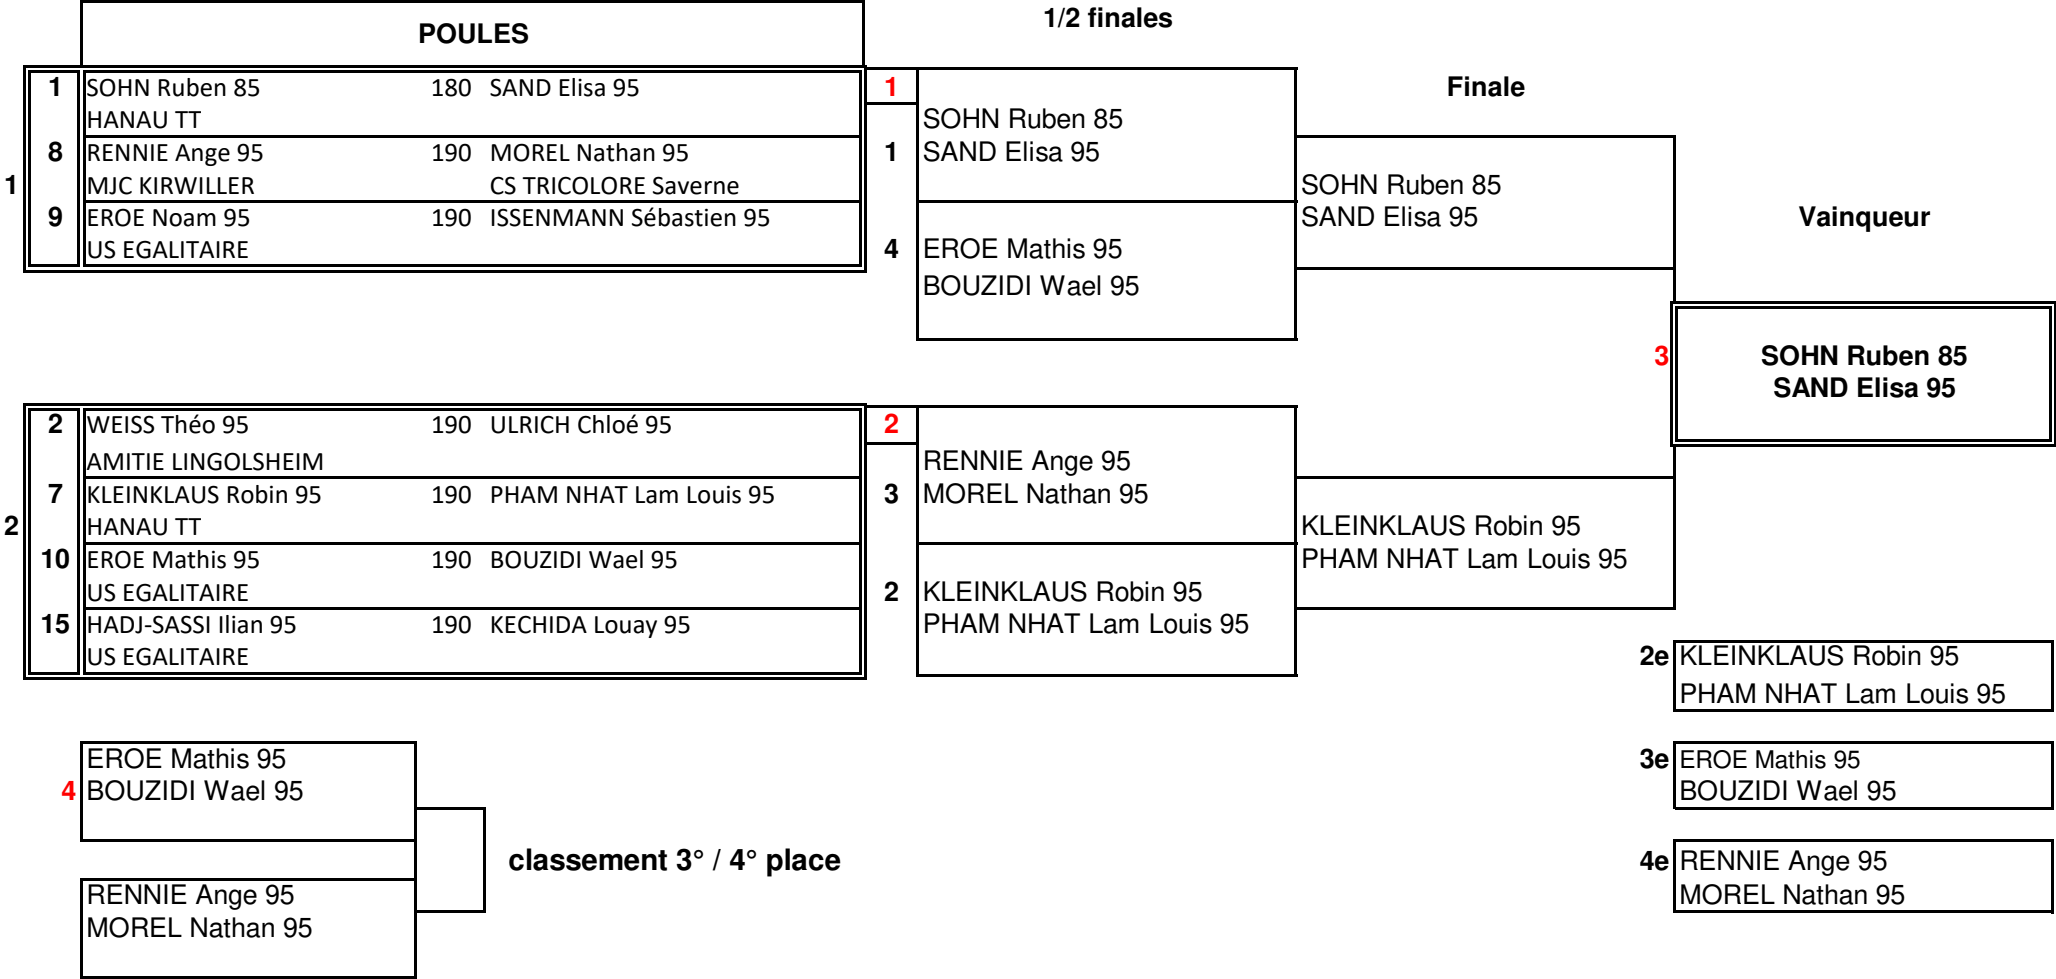 POULES
1/2 finales
1
1 SOHN Ruben 85 180 SAND Elisa 95
HANAU TT
8 RENNIE Ange 95 190 MOREL Nathan 95
MJC KIRWILLER CS TRICOLORE Saverne
9 EROE Noam 95 190 ISSENMANN Sébastien 95
US EGALITAIRE
1
SOHN Ruben 85
1 SAND Elisa 95
4 EROE Mathis 95
BOUZIDI Wael 95
Finale
SOHN Ruben 85
SAND Elisa 95
Vainqueur
3 SOHN Ruben 85
SAND Elisa 95
2
2 WEISS Théo 95 190 ULRICH Chloé 95
AMITIE LINGOLSHEIM
7 KLEINKLAUS Robin 95 190 PHAM NHAT Lam Louis 95
HANAU TT
10 EROE Mathis 95 190 BOUZIDI Wael 95
US EGALITAIRE
15 HADJ-SASSI Ilian 95 190 KECHIDA Louay 95
US EGALITAIRE
2
RENNIE Ange 95
3 MOREL Nathan 95
2 KLEINKLAUS Robin 95
PHAM NHAT Lam Louis 95
KLEINKLAUS Robin 95
PHAM NHAT Lam Louis 95
2e KLEINKLAUS Robin 95
PHAM NHAT Lam Louis 95
3e EROE Mathis 95
BOUZIDI Wael 95
4e RENNIE Ange 95
MOREL Nathan 95
EROE Mathis 95
4 BOUZIDI Wael 95
classement 3° / 4° place
RENNIE Ange 95
MOREL Nathan 95